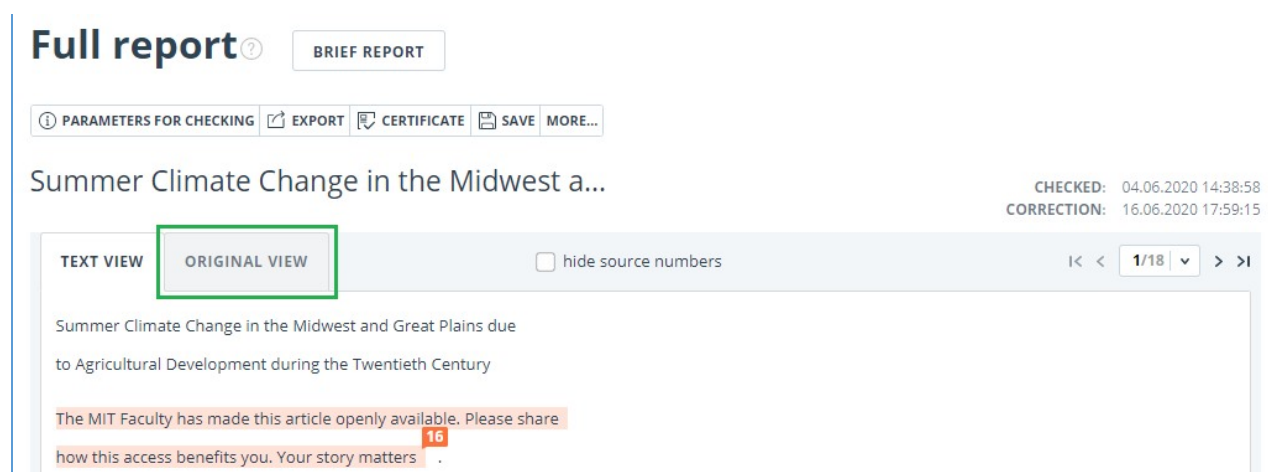 Full report ?
BRIEF REPORT
PARAMETERS FOR CHECKING EXPORT CERTIFICATE SAVE MORE...
Summer Climate Change in the Midwest a...
CHECKED: 04.06.2020 14:38:58
CORRECTION: 16.06.2020 17:59:15
TEXT VIEW ORIGINAL VIEW hide source numbers 1/18
Summer Climate Change in the Midwest and Great Plains due
to Agricultural Development during the Twentieth Century
The MIT Faculty has made this article openly available. Please share
16
how this access benefits you. Your story matters .